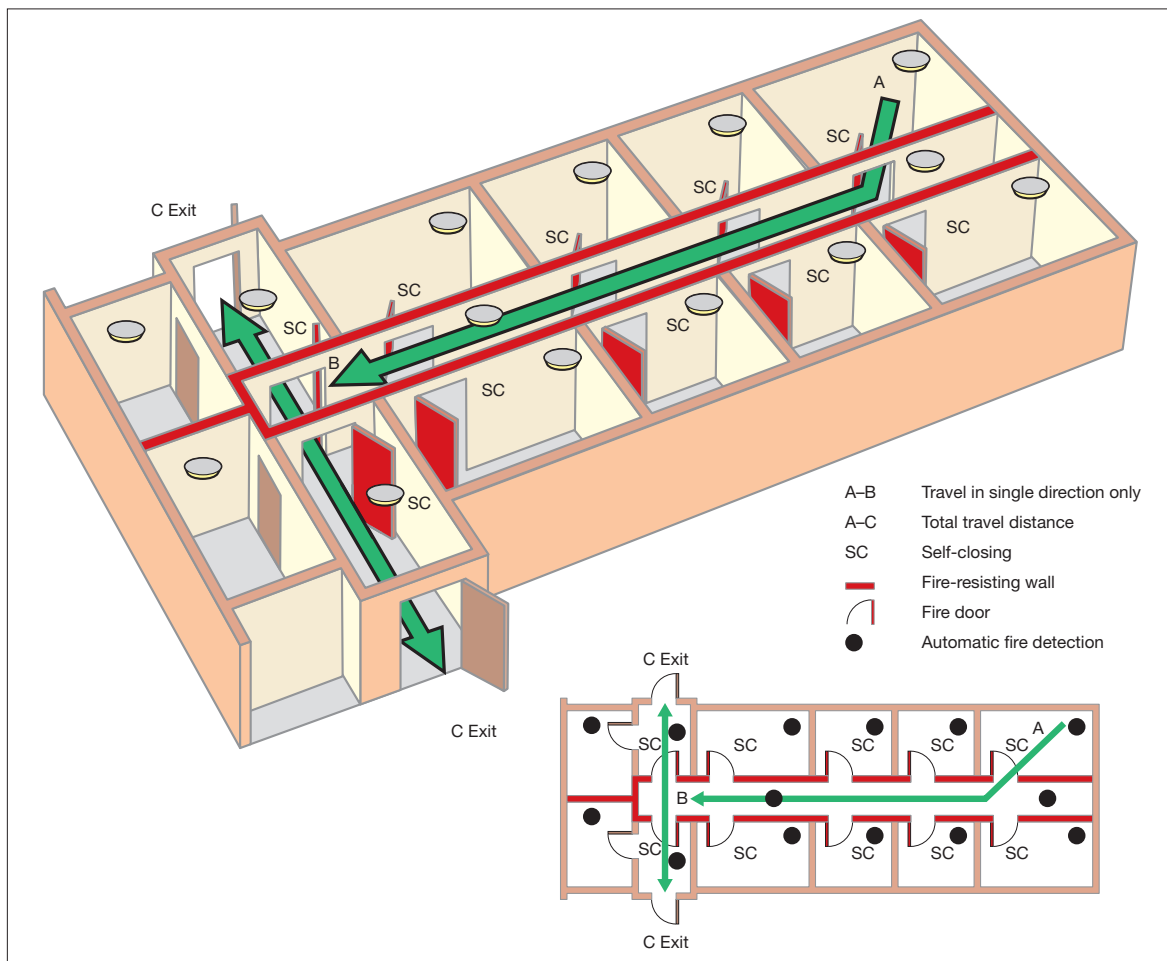 A
SC
C Exit
SC
SC
SC
SC
SC
SC
SC
B
SC
SC
SC
C Exit
A–B Travel in single direction only
A–C Total travel distance
SC Self-closing
Fire-resisting wall
Fire door
Automatic fire detection
C Exit
A
SC SC SC SC SC
B
SC SC SC SC SC
C Exit